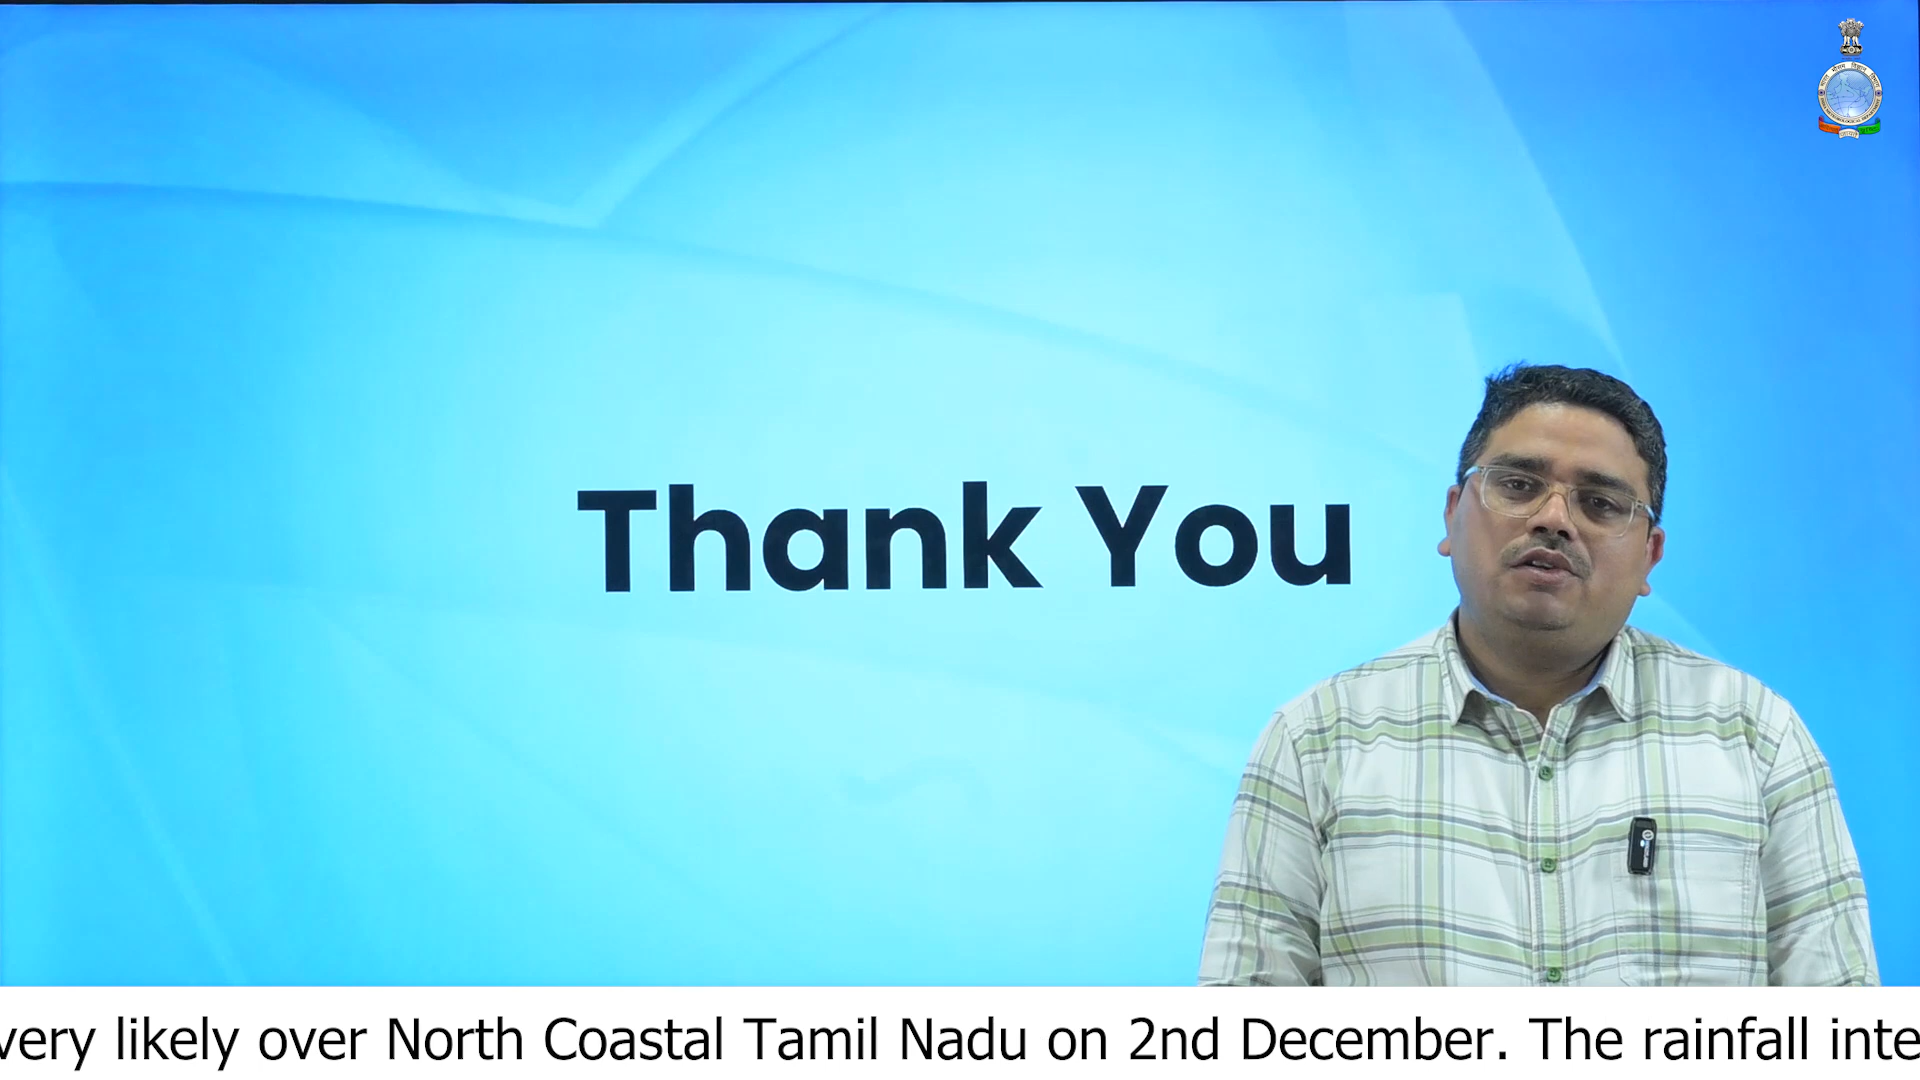 Thank You
very likely over North Coastal Tamil Nadu on 2nd December. The rainfall inte